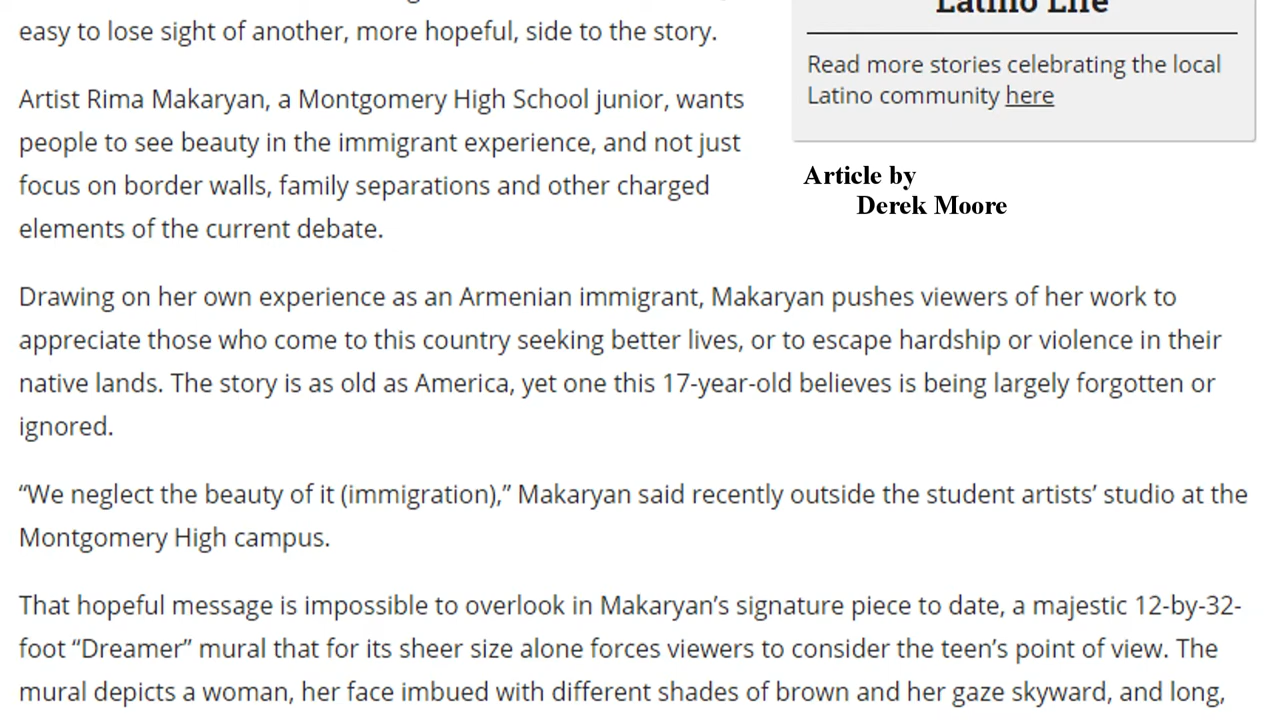 easy to lose sight of another, more hopeful, side to the story.
Artist Rima Makaryan, a Montgomery High School junior, wants
people to see beauty in the immigrant experience, and not just
focus on border walls, family separations and other charged
elements of the current debate.
Latino Life
Read more stories celebrating the local
Latino community here
Article by
Derek Moore
Drawing on her own experience as an Armenian immigrant, Makaryan pushes viewers of her work to
appreciate those who come to this country seeking better lives, or to escape hardship or violence in their
native lands. The story is as old as America, yet one this 17-year-old believes is being largely forgotten or
ignored.
“We neglect the beauty of it (immigration),” Makaryan said recently outside the student artists’ studio at the
Montgomery High campus.
That hopeful message is impossible to overlook in Makaryan’s signature piece to date, a majestic 12-by-32-
foot “Dreamer” mural that for its sheer size alone forces viewers to consider the teen’s point of view. The
mural depicts a woman, her face imbued with different shades of brown and her gaze skyward, and long,